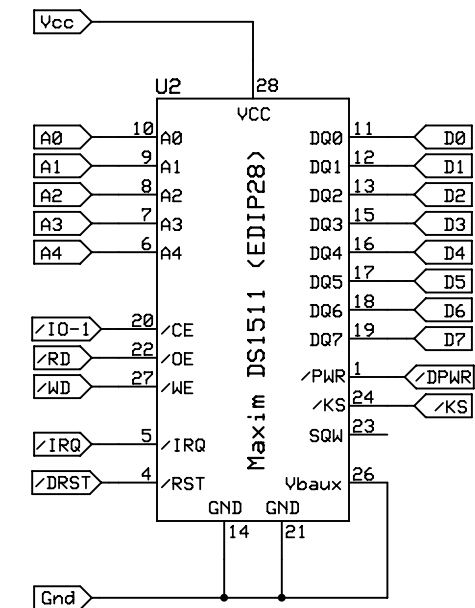 Vcc
U2 28
VCC
A0 10 A0 DQ0 11 D0
A1 9 A1 DQ1 12 D1
A2 8 A2 DQ2 13 D2
A3 7 A3 DQ3 15 D3
A4 6 A4 DQ4 16 D4
DQ5 17 D5
DQ6 18 D6
/IO-1 20 /CE DQ7 19 D7
/RD 22 /OE /PWR 1 /DPWR
/WD 27 /WE /KS 24 /KS
/IRQ 5 /IRQ SQW 23
/DRST 4 /RST Vbaux 26
Maxim DS1511 (EDIP28)
GND GND
14 21
Gnd